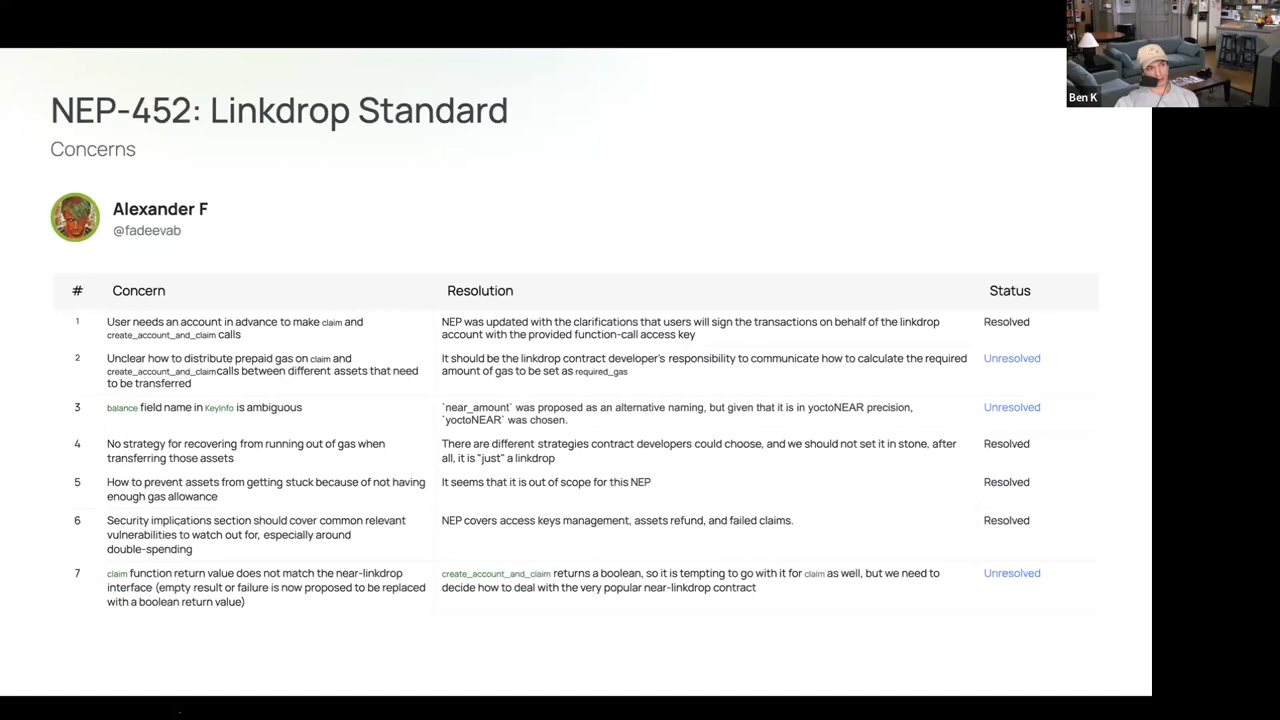 Ben K
NEP-452: Linkdrop Standard
Concerns
Alexander F
@fadeevab
# Concern Resolution Status
1 User needs an account in advance to make claim and
create_account_and_claim calls
NEP was updated with the clarifications that users will sign the transactions on behalf of the linkdrop
account with the provided function-call access key
Resolved
2 Unclear how to distribute prepaid gas on claim and
create_account_and_claim calls between different assets that need
to be transferred
It should be the linkdrop contract developer's responsibility to communicate how to calculate the required
amount of gas to be set as required_gas
Unresolved
3 balance field name in KeyInfo is ambiguous
`near_amount` was proposed as an alternative naming, but given that it is in yoctoNEAR precision,
`yoctoNEAR` was chosen.
Unresolved
4 No strategy for recovering from running out of gas when
transferring those assets
There are different strategies contract developers could choose, and we should not set it in stone, after
all, it is "just" a linkdrop
Resolved
5 How to prevent assets from getting stuck because of not having
enough gas allowance
It seems that it is out of scope for this NEP
Resolved
6 Security implications section should cover common relevant
vulnerabilities to watch out for, especially around
double-spending
NEP covers access keys management, assets refund, and failed claims.
Resolved
7 claim function return value does not match the near-linkdrop
interface (empty result or failure is now proposed to be replaced
with a boolean return value)
create_account_and_claim returns a boolean, so it is tempting to go with it for claim as well, but we need to
decide how to deal with the very popular near-linkdrop contract
Unresolved